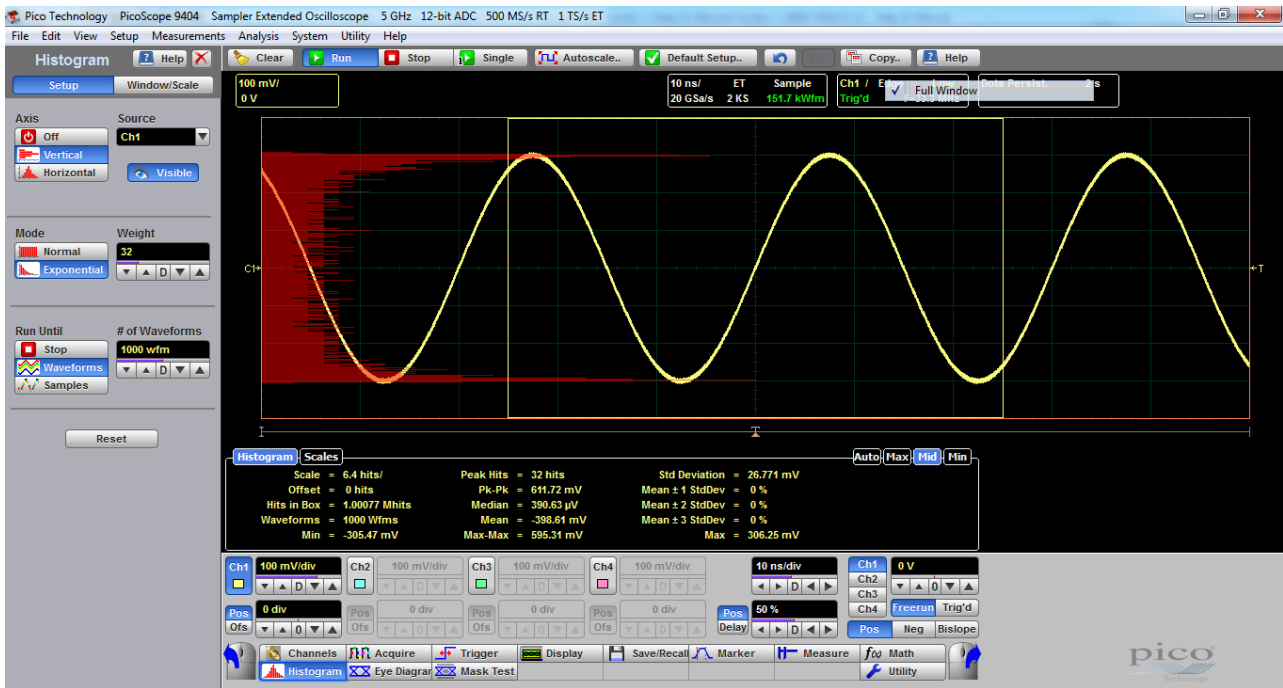 Pico Technology PicoScope 9404 Sampler Extended Oscilloscope 5 GHz 12-bit ADC 500 MS/s RT 1 TS/s ET
File Edit View Setup Measurements Analysis System Utility Help
Histogram ? Help
Clear Run Stop Single Autoscale.. Default Setup.. Copy.. ? Help
Setup Window/Scale
100 mV/
0 V
10 ns/ ET Sample
20 GSa/s 2 KS 151.7 kWfm
Ch1 / Edge Low
Trig'd
Dots Persist. 2 s
Full Window
Axis Source
Off Ch1
Vertical
Horizontal Visible
Mode Weight
Normal 32
Exponential D
Run Until # of Waveforms
Stop 1000 wfm
Waveforms D
Samples
Reset
C1
T
Histogram Scales Auto Max Mid Min
Scale = 6.4 hits/ Peak Hits = 32 hits Std Deviation = 26.771 mV
Offset = 0 hits Pk-Pk = 611.72 mV Mean ± 1 StdDev = 0 %
Hits in Box = 1.00077 Mhits Median = 390.63 µV Mean ± 2 StdDev = 0 %
Waveforms = 1000 Wfms Mean = -398.61 mV Mean ± 3 StdDev = 0 %
Min = -305.47 mV Max-Max = 595.31 mV Max = 306.25 mV
Ch1 100 mV/div Ch2 100 mV/div Ch3 100 mV/div Ch4 100 mV/div 10 ns/div Ch1 0 V
D D D D D Ch2 0
Ch3
Pos 0 div Pos 0 div Pos 0 div Pos 0 div Pos 50 % Ch4 Freerun Trig'd
Ofs 0 Ofs 0 Ofs 0 Ofs 0 Delay D Pos Neg Bislope
Channels Acquire Trigger Display Save/Recall Marker Measure f(x) Math
Histogram Eye Diagrar Mask Test Utility
pico
Technology